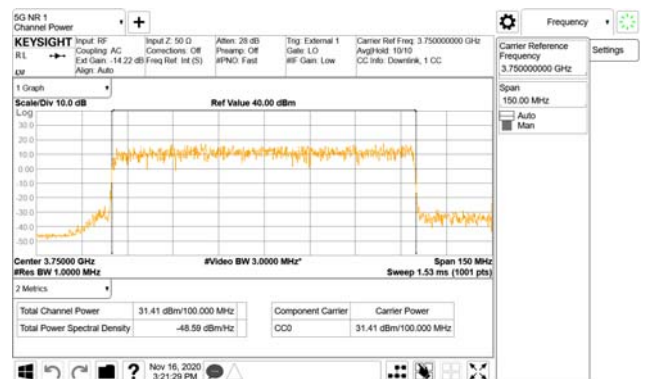 5G NR 1
Channel Power
Frequency
KEYSIGHT
Input: RF
Coupling: AC
Ext Gain: -14.22 dB
Align: Auto
Input Z: 50 Ω
Corrections: Off
Freq Ref: Int (S)
Atten: 28 dB
Preamp: Off
#PNO: Fast
Trig: External 1
Gate: LO
#IF Gain: Low
Carrier Ref Freq: 3.750000000 GHz
Avg|Hold: 10/10
CC Info: Downlink, 1 CC
RL
Carrier Reference
Frequency
3.750000000 GHz
Settings
Span
150.00 MHz
Auto
Man
1 Graph
Scale/Div 10.0 dB
Ref Value 40.00 dBm
Log
30.0
20.0
10.0
0.00
-10.0
-20.0
-30.0
-40.0
-50.0
Center 3.75000 GHz
#Video BW 3.0000 MHz*
Span 150 MHz
#Res BW 1.0000 MHz
Sweep 1.53 ms (1001 pts)
2 Metrics
Total Channel Power
31.41 dBm/100.000 MHz
Total Power Spectral Density
-48.59 dBm/Hz
Component Carrier
Carrier Power
CC0
31.41 dBm/100.000 MHz
Nov 16, 2020
3:21:29 PM